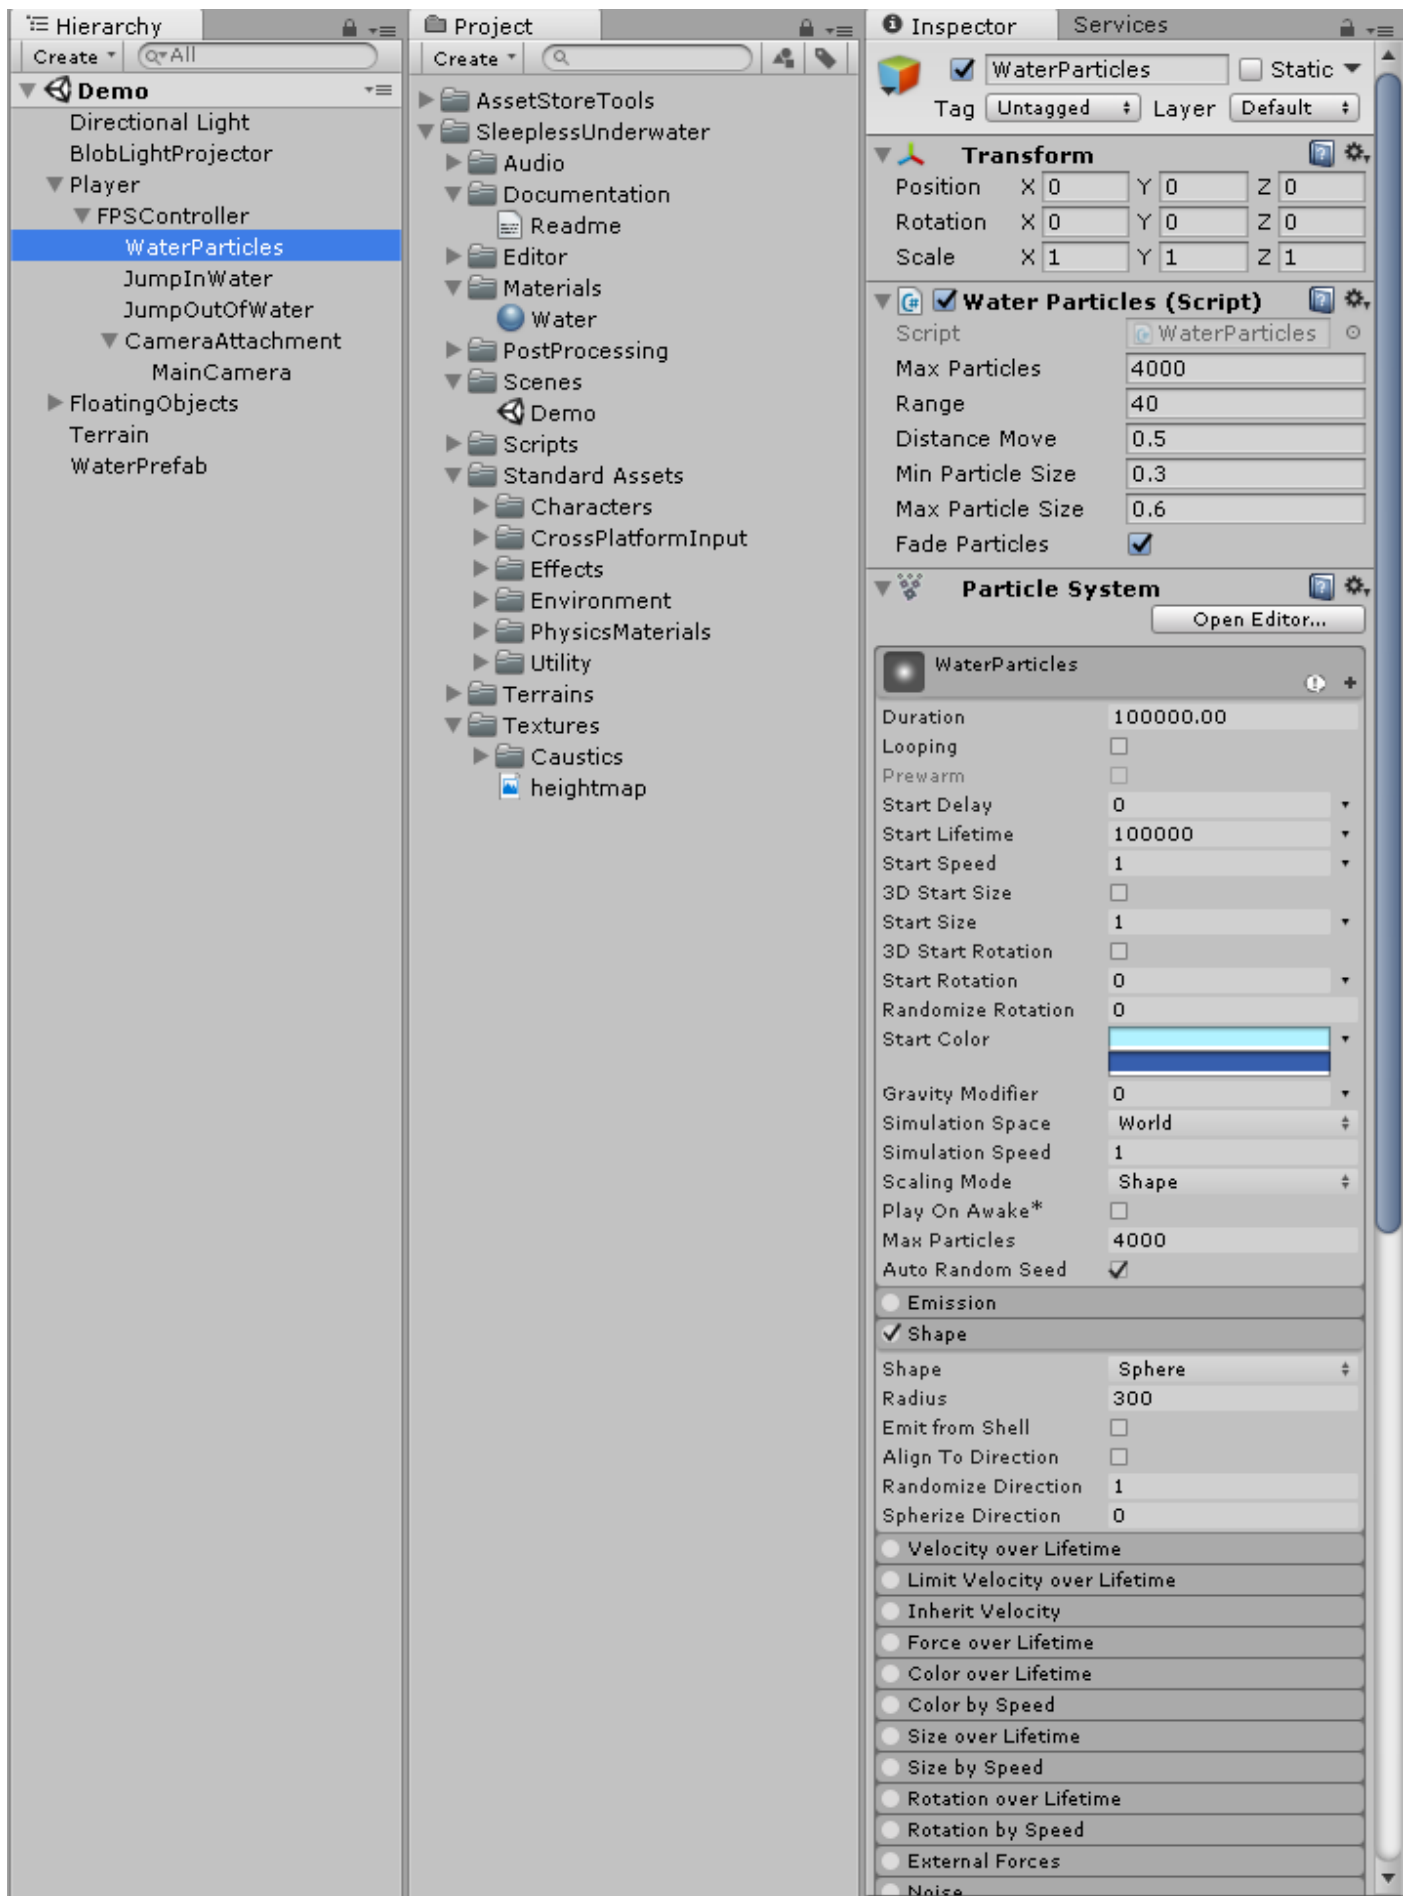 Hierarchy
Create
All
Demo
Directional Light
BlobLightProjector
Player
FPSController
WaterParticles
JumpInWater
JumpOutOfWater
CameraAttachment
MainCamera
FloatingObjects
Terrain
WaterPrefab
Project
Create
AssetStoreTools
SleeplessUnderwater
Audio
Documentation
Readme
Editor
Materials
Water
PostProcessing
Scenes
Demo
Scripts
Standard Assets
Characters
CrossPlatformInput
Effects
Environment
PhysicsMaterials
Utility
Terrains
Textures
Caustics
heightmap
Inspector Services
WaterParticles Static
Tag Untagged Layer Default
Transform
Position X 0 Y 0 Z 0
Rotation X 0 Y 0 Z 0
Scale X 1 Y 1 Z 1
C# Water Particles (Script)
Script WaterParticles
Max Particles 4000
Range 40
Distance Move 0.5
Min Particle Size 0.3
Max Particle Size 0.6
Fade Particles
Particle System
Open Editor...
WaterParticles
Duration 100000.00
Looping
Prewarm
Start Delay 0
Start Lifetime 100000
Start Speed 1
3D Start Size
Start Size 1
3D Start Rotation
Start Rotation 0
Randomize Rotation 0
Start Color
Gravity Modifier 0
Simulation Space World
Simulation Speed 1
Scaling Mode Shape
Play On Awake*
Max Particles 4000
Auto Random Seed
Emission
Shape
Shape Sphere
Radius 300
Emit from Shell
Align To Direction
Randomize Direction 1
Spherize Direction 0
Velocity over Lifetime
Limit Velocity over Lifetime
Inherit Velocity
Force over Lifetime
Color over Lifetime
Color by Speed
Size over Lifetime
Size by Speed
Rotation over Lifetime
Rotation by Speed
External Forces
Noise